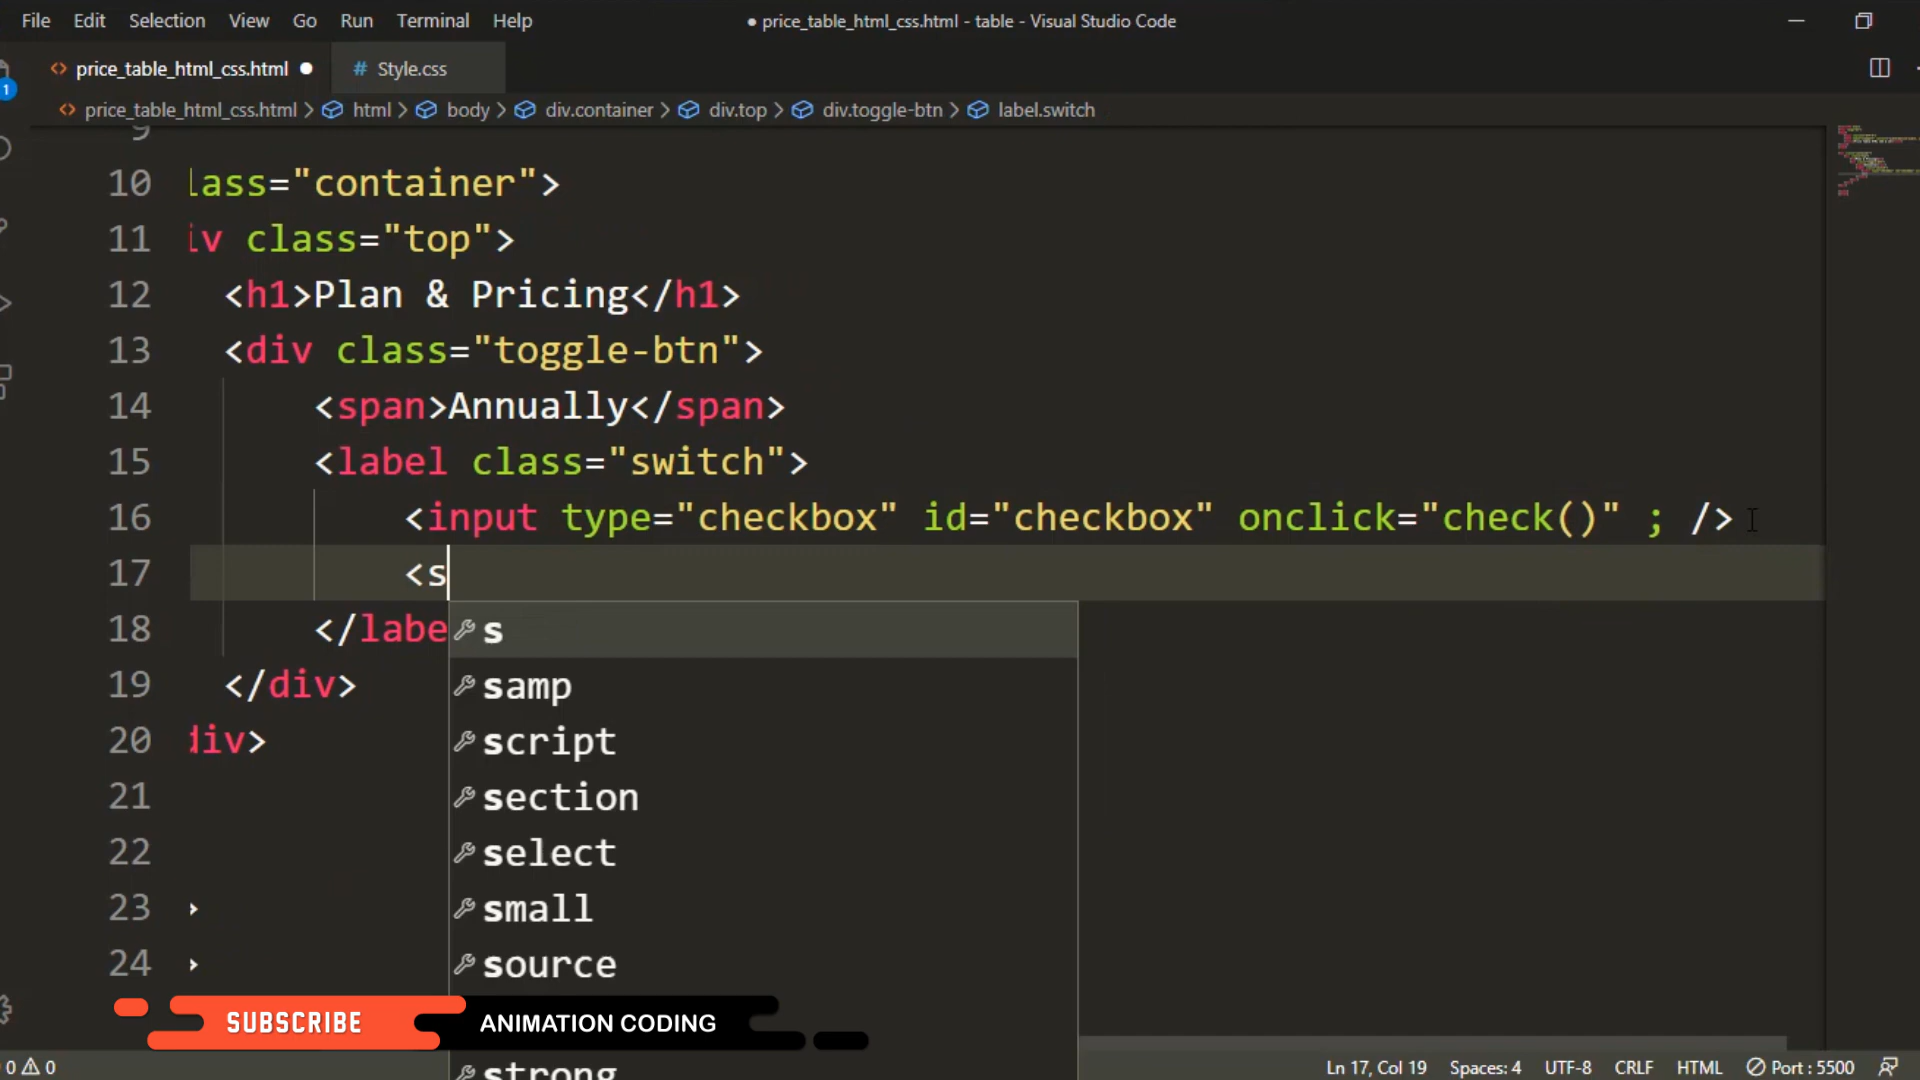 File Edit Selection View Go Run Terminal Help ● price_table_html_css.html - table - Visual Studio Code
<> price_table_html_css.html ● # Style.css
1
<> price_table_html_css.html > html > body > div.container > div.top > div.toggle-btn > label.switch
9
10 lass="container">
11 iv class="top">
12 <h1>Plan & Pricing</h1>
13 <div class="toggle-btn">
14 <span>Annually</span>
15 <label class="switch">
16 <input type="checkbox" id="checkbox" onclick="check()" ; />
17 <s
18 </labe
s
samp
script
section
select
small
source
strong
19 </div>
20 div>
21
22
23 >
24 >
SUBSCRIBE ANIMATION CODING
0 ⚠ 0 Ln 17, Col 19 Spaces: 4 UTF-8 CRLF HTML Port : 5500